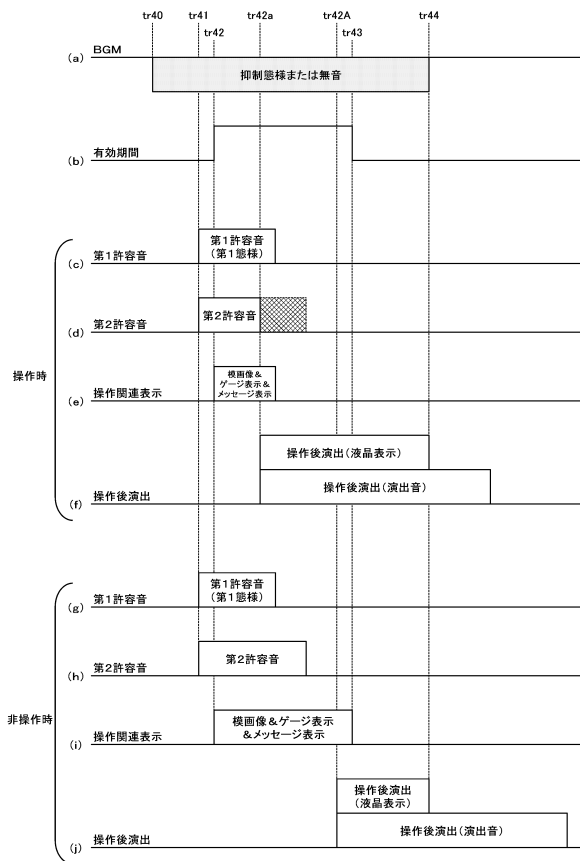 tr40
tr41
tr42a
tr42A
tr44
tr42
tr43
(a) BGM
抑制態様または無音
(b) 有効期間
操作時
(c) 第1許容音
第1許容音
(第1態様)
(d) 第2許容音
第2許容音
(e) 操作関連表示
模画像&
ゲージ表示&
メッセージ表示
(f) 操作後演出
操作後演出(液晶表示)
操作後演出(演出音)
非操作時
(g) 第1許容音
第1許容音
(第1態様)
(h) 第2許容音
第2許容音
(i) 操作関連表示
模画像&ゲージ表示
&メッセージ表示
(j) 操作後演出
操作後演出
(液晶表示)
操作後演出(演出音)